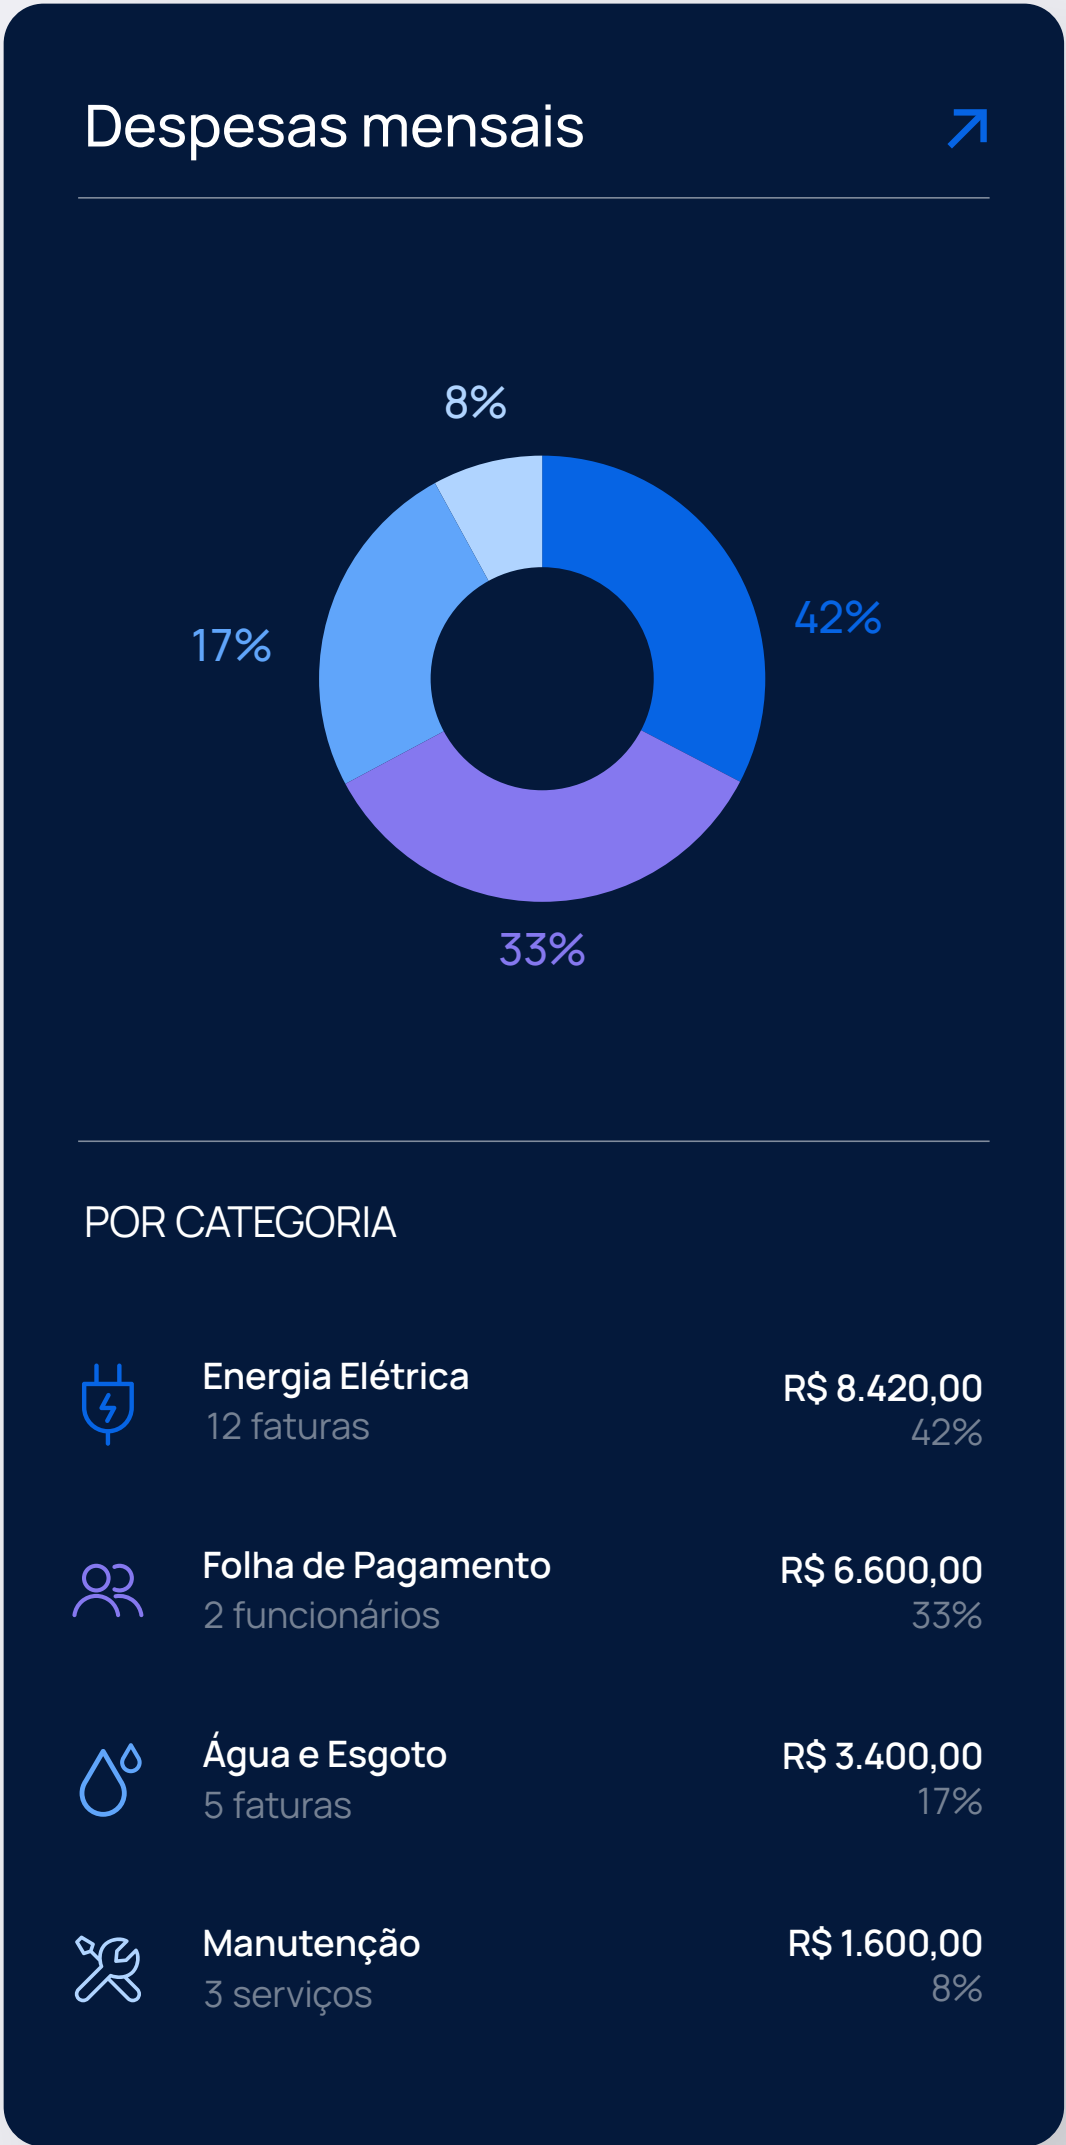 Despesas mensais
8%
42%
17%
33%
POR CATEGORIA
Energia Elétrica
12 faturas
R$ 8.420,00
42%
Folha de Pagamento
2 funcionários
R$ 6.600,00
33%
Água e Esgoto
5 faturas
R$ 3.400,00
17%
Manutenção
3 serviços
R$ 1.600,00
8%